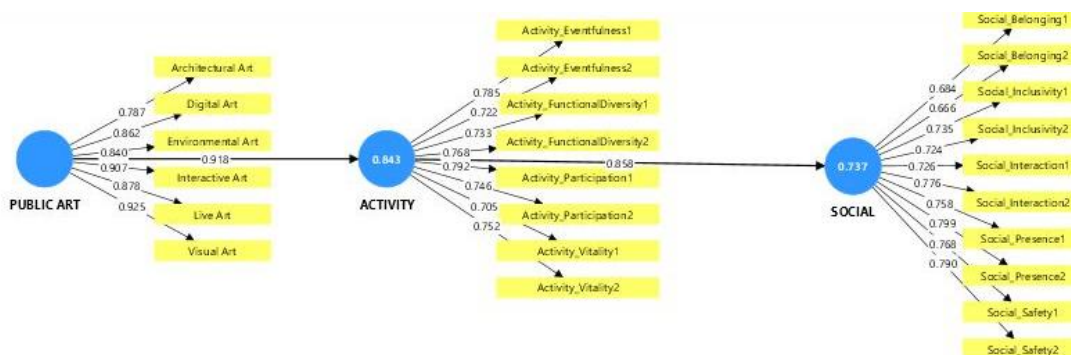 Architectural Art
Digital Art
Environmental Art
Interactive Art
Live Art
Visual Art
0.787
0.862
0.840
0.918
0.907
0.878
0.925
PUBLIC ART
Activity_Eventfulness1
Activity_Eventfulness2
Activity_FunctionalDiversity1
Activity_FunctionalDiversity2
Activity_Participation1
Activity_Participation2
Activity_Vitality1
Activity_Vitality2
0.785
0.722
0.733
0.768
0.792
0.746
0.705
0.752
0.843
ACTIVITY
0.858
Social_Belonging1
Social_Belonging2
Social_Inclusivity1
Social_Inclusivity2
Social_Interaction1
Social_Interaction2
Social_Presence1
Social_Presence2
Social_Safety1
Social_Safety2
0.684
0.666
0.735
0.724
0.726
0.776
0.758
0.799
0.768
0.790
0.737
SOCIAL